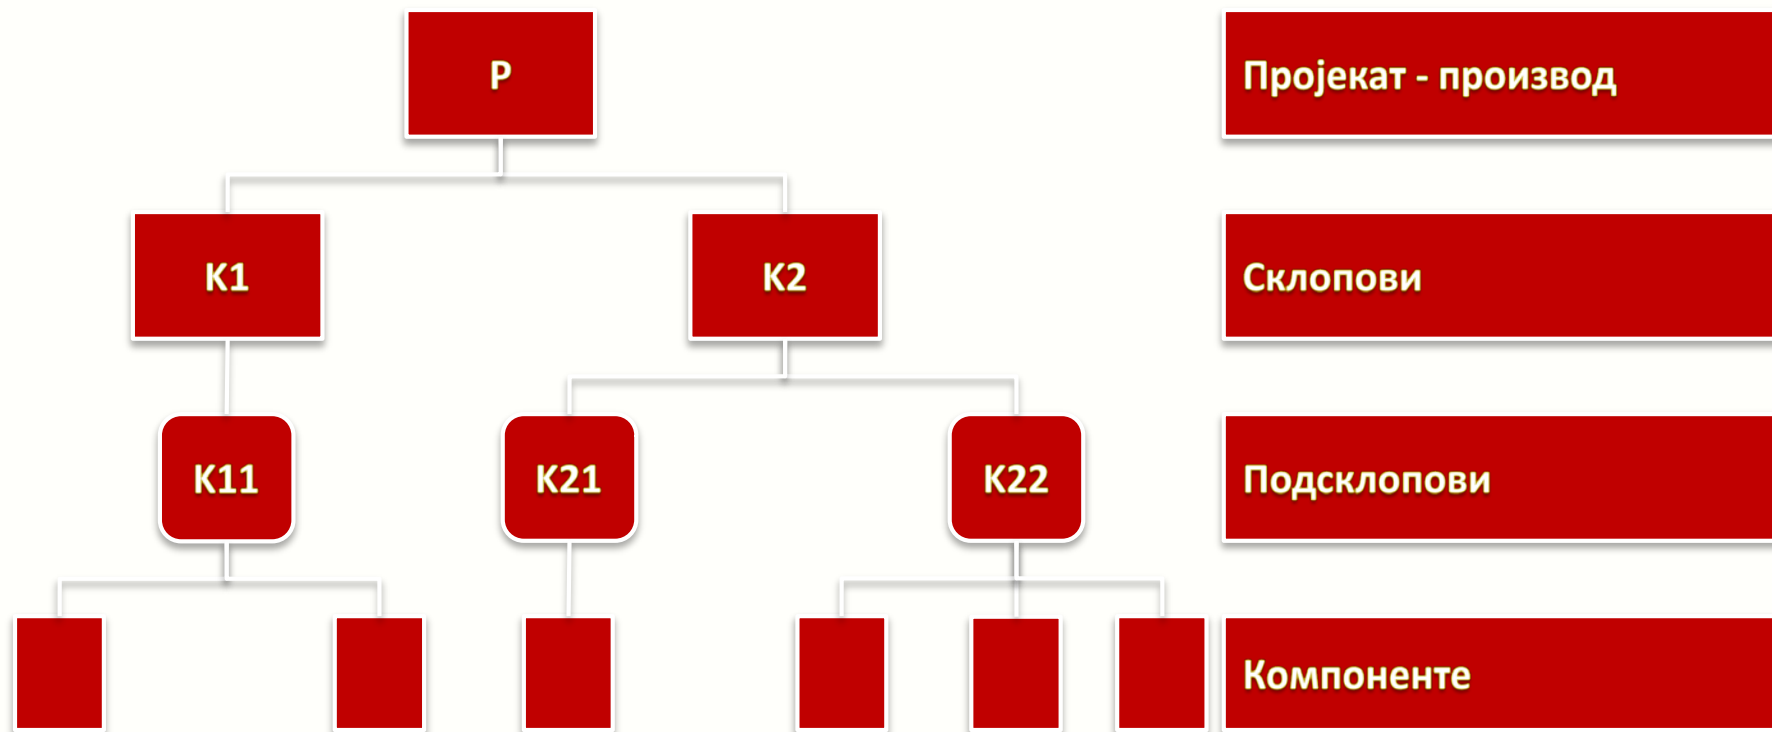 P
Пројекат - производ
K1
K2
Склопови
K11
K21
K22
Подсклопови
Компоненте